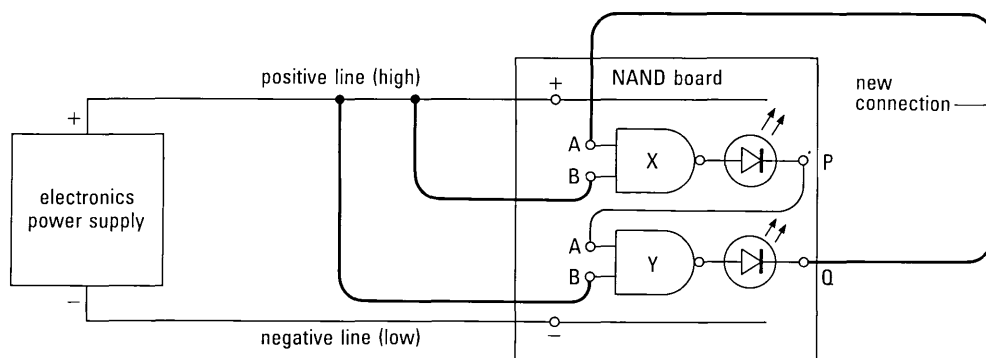 positive line (high)
+
NAND board
new
connection
+
A
X
P
B
electronics
power supply
A
B
Y
Q
−
negative line (low)
−